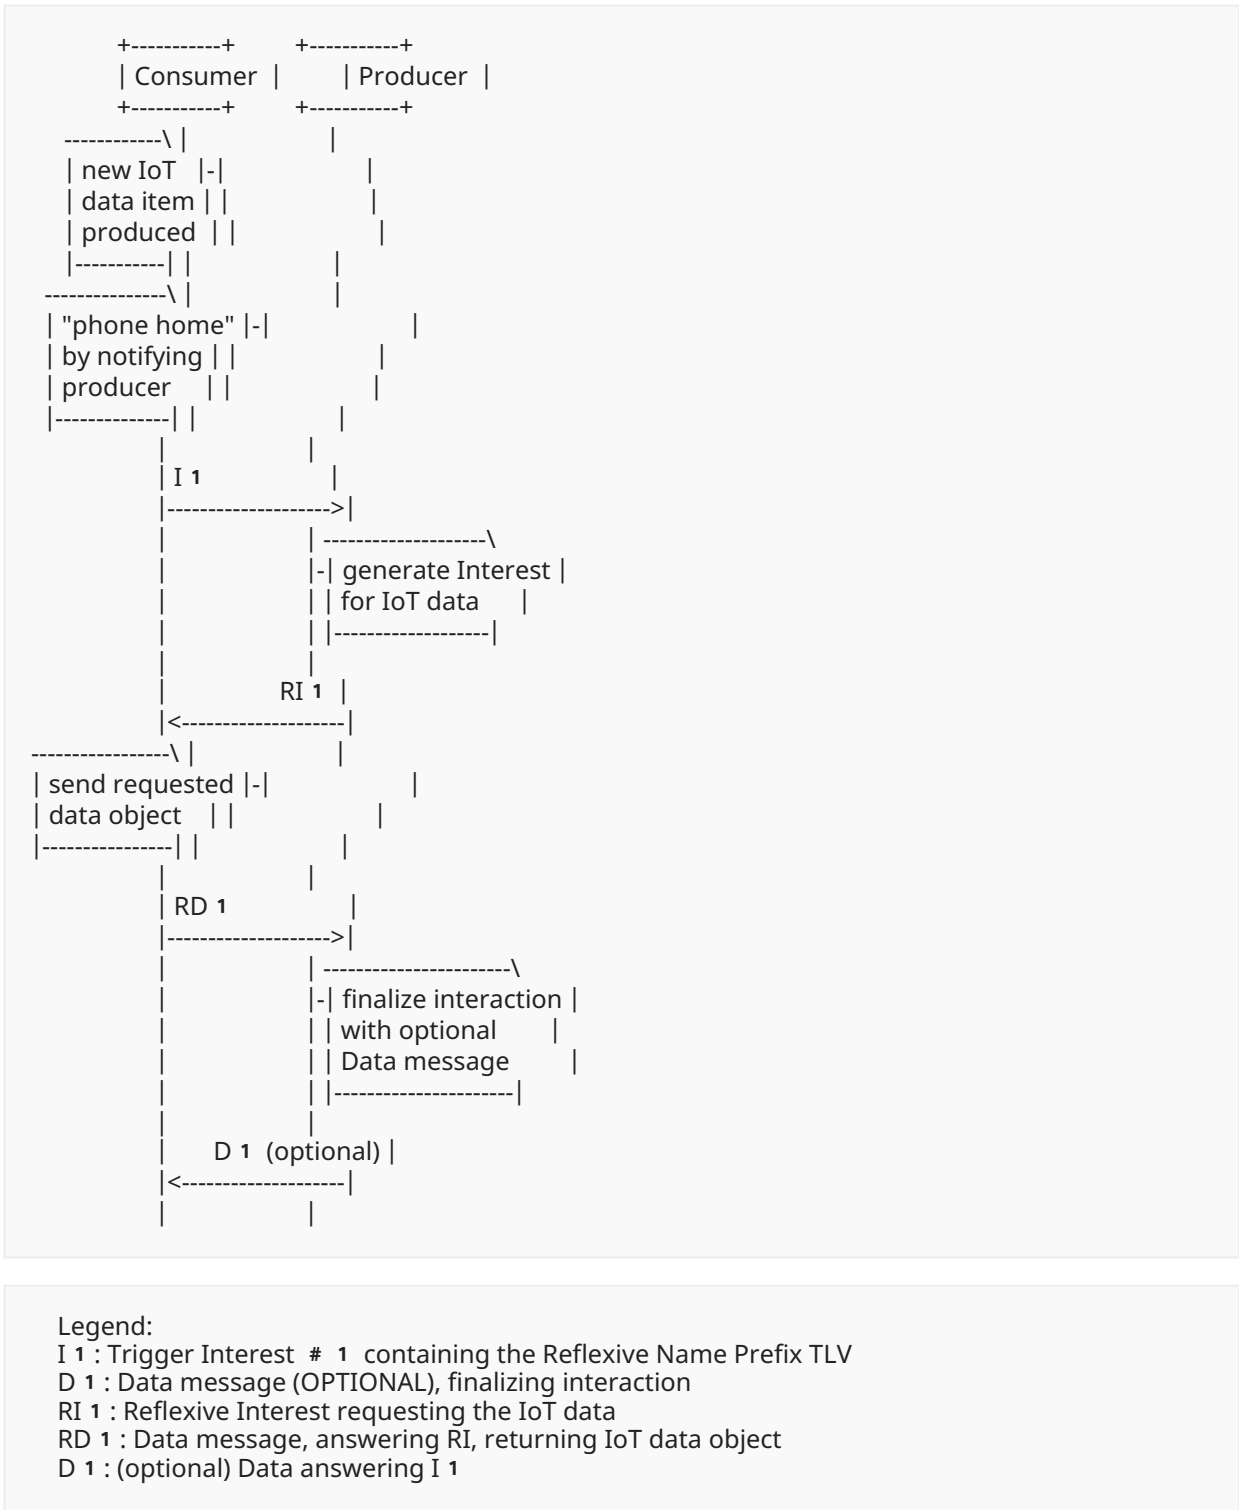 +-----------+ +-----------+
| Consumer | | Producer |
+-----------+ +-----------+
------------\ | |
| new IoT |-| |
| data item | | |
| produced | | |
|-----------| | |
---------------\ | |
| "phone home" |-| |
| by notifying | | |
| producer | | |
|--------------| | |
| |
| I 1 |
|-------------------->|
| | --------------------\
| |-| generate Interest |
| | | for IoT data |
| | |-------------------|
| |
| RI 1 |
|<--------------------|
-----------------\ | |
| send requested |-| |
| data object | | |
|----------------| | |
| |
| RD 1 |
|-------------------->|
| | -----------------------\
| |-| finalize interaction |
| | | with optional |
| | | Data message |
| | |----------------------|
| |
| D 1 (optional) |
|<--------------------|
| |
Legend:
I 1 : Trigger Interest # 1 containing the Reflexive Name Prefix TLV
D 1 : Data message (OPTIONAL), finalizing interaction
RI 1 : Reflexive Interest requesting the IoT data
RD 1 : Data message, answering RI, returning IoT data object
D 1 : (optional) Data answering I 1